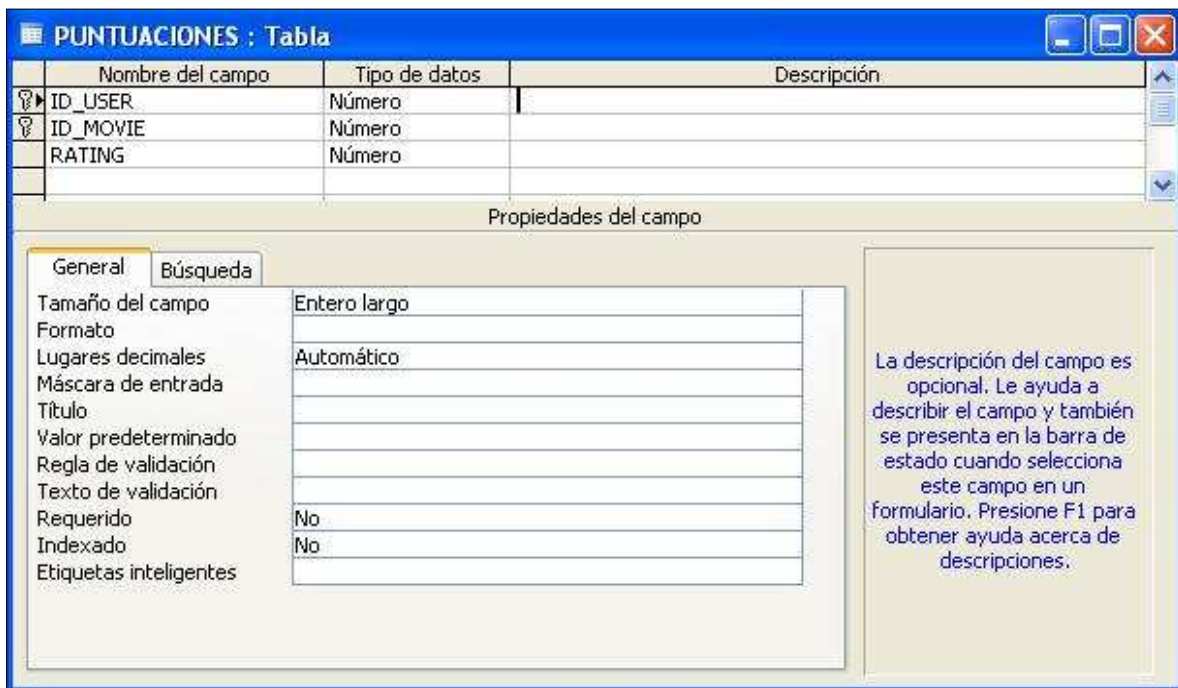 PUNTUACIONES : Tabla
Nombre del campo Tipo de datos Descripción
ID_USER Número
ID_MOVIE Número
RATING Número
Propiedades del campo
General Búsqueda
Tamaño del campo Entero largo
Formato
Lugares decimales Automático
Máscara de entrada
Título
Valor predeterminado
Regla de validación
Texto de validación
Requerido No
Indexado No
Etiquetas inteligentes
La descripción del campo es
opcional. Le ayuda a
describir el campo y también
se presenta en la barra de
estado cuando selecciona
este campo en un
formulario. Presione F1 para
obtener ayuda acerca de
descripciones.